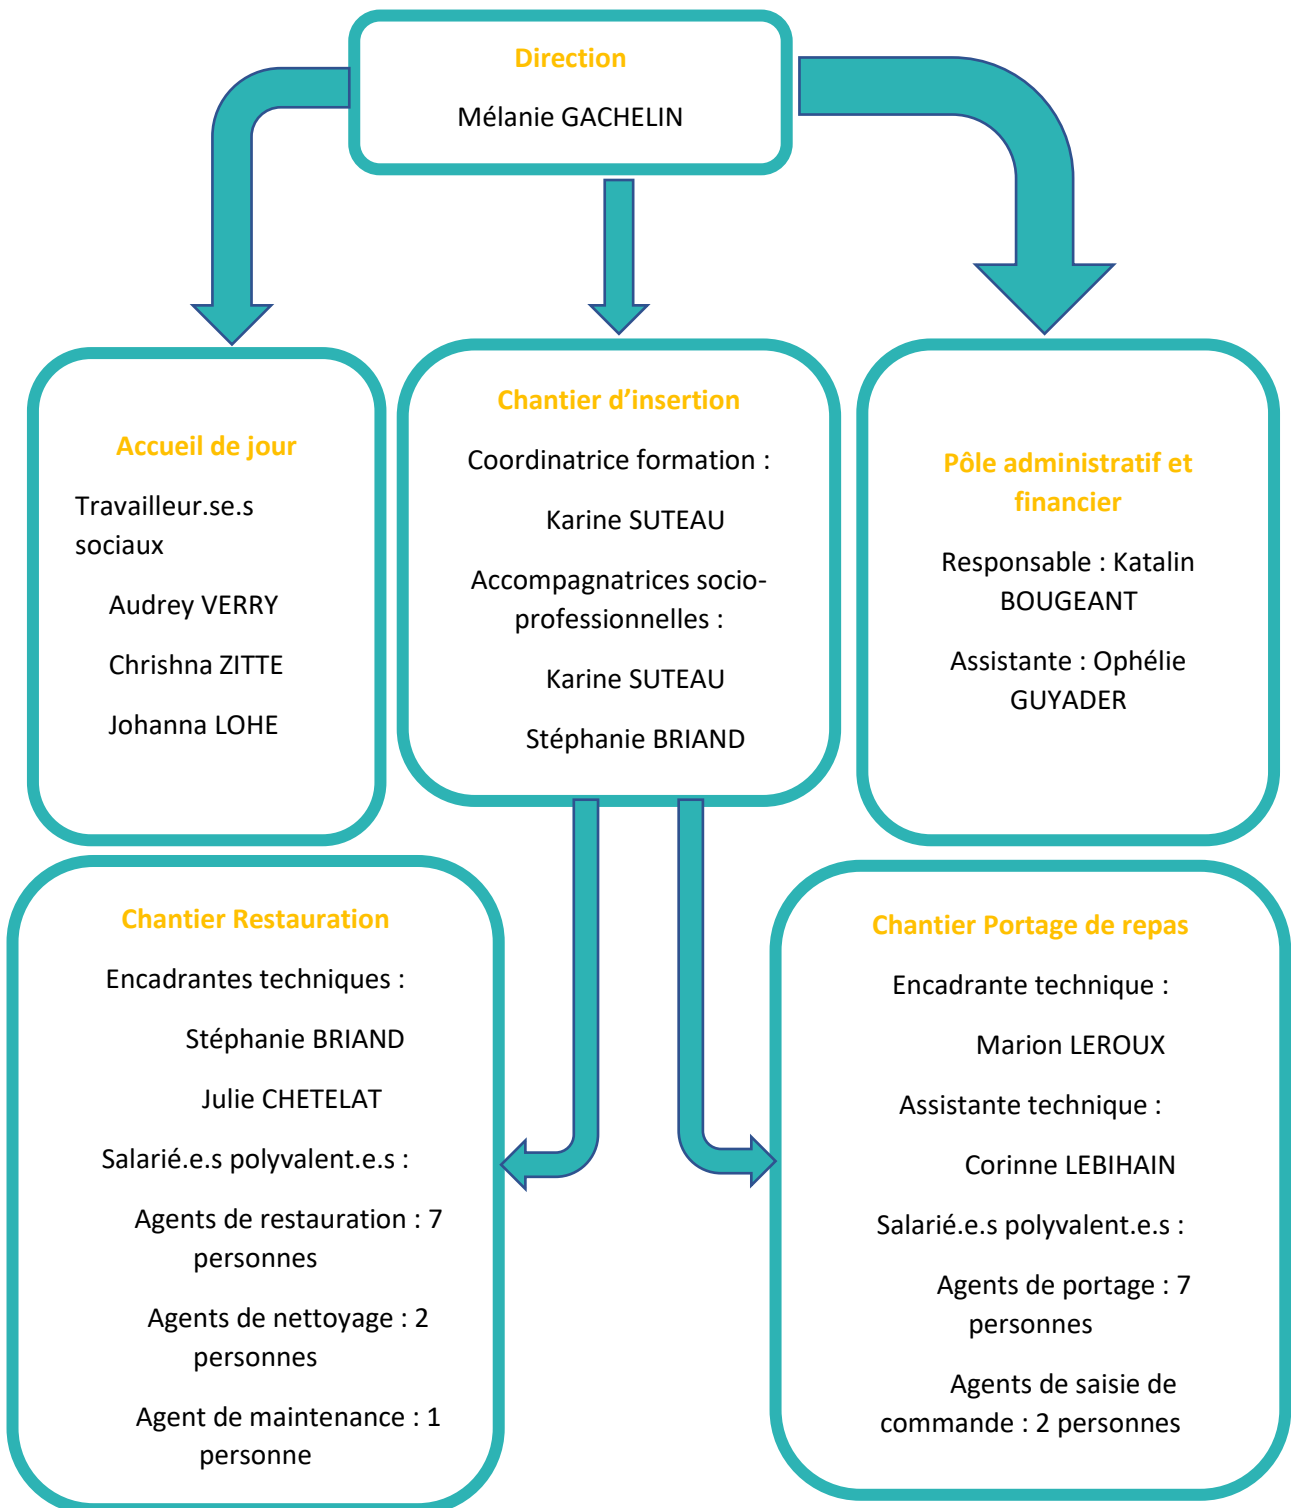 Direction
Mélanie GACHELIN
Accueil de jour
Travailleur.se.s
sociaux
Audrey VERRY
Chrishna ZITTE
Johanna LOHE
Chantier d’insertion
Coordinatrice formation :
Karine SUTEAU
Accompagnatrices socio-
professionnelles :
Karine SUTEAU
Stéphanie BRIAND
Pôle administratif et
financier
Responsable : Katalin
BOUGEANT
Assistante : Ophélie
GUYADER
Chantier Restauration
Encadrantes techniques :
Stéphanie BRIAND
Julie CHETELAT
Salarié.e.s polyvalent.e.s :
Agents de restauration : 7
personnes
Agents de nettoyage : 2
personnes
Agent de maintenance : 1
personne
Chantier Portage de repas
Encadrante technique :
Marion LEROUX
Assistante technique :
Corinne LEBIHAIN
Salarié.e.s polyvalent.e.s :
Agents de portage : 7
personnes
Agents de saisie de
commande : 2 personnes